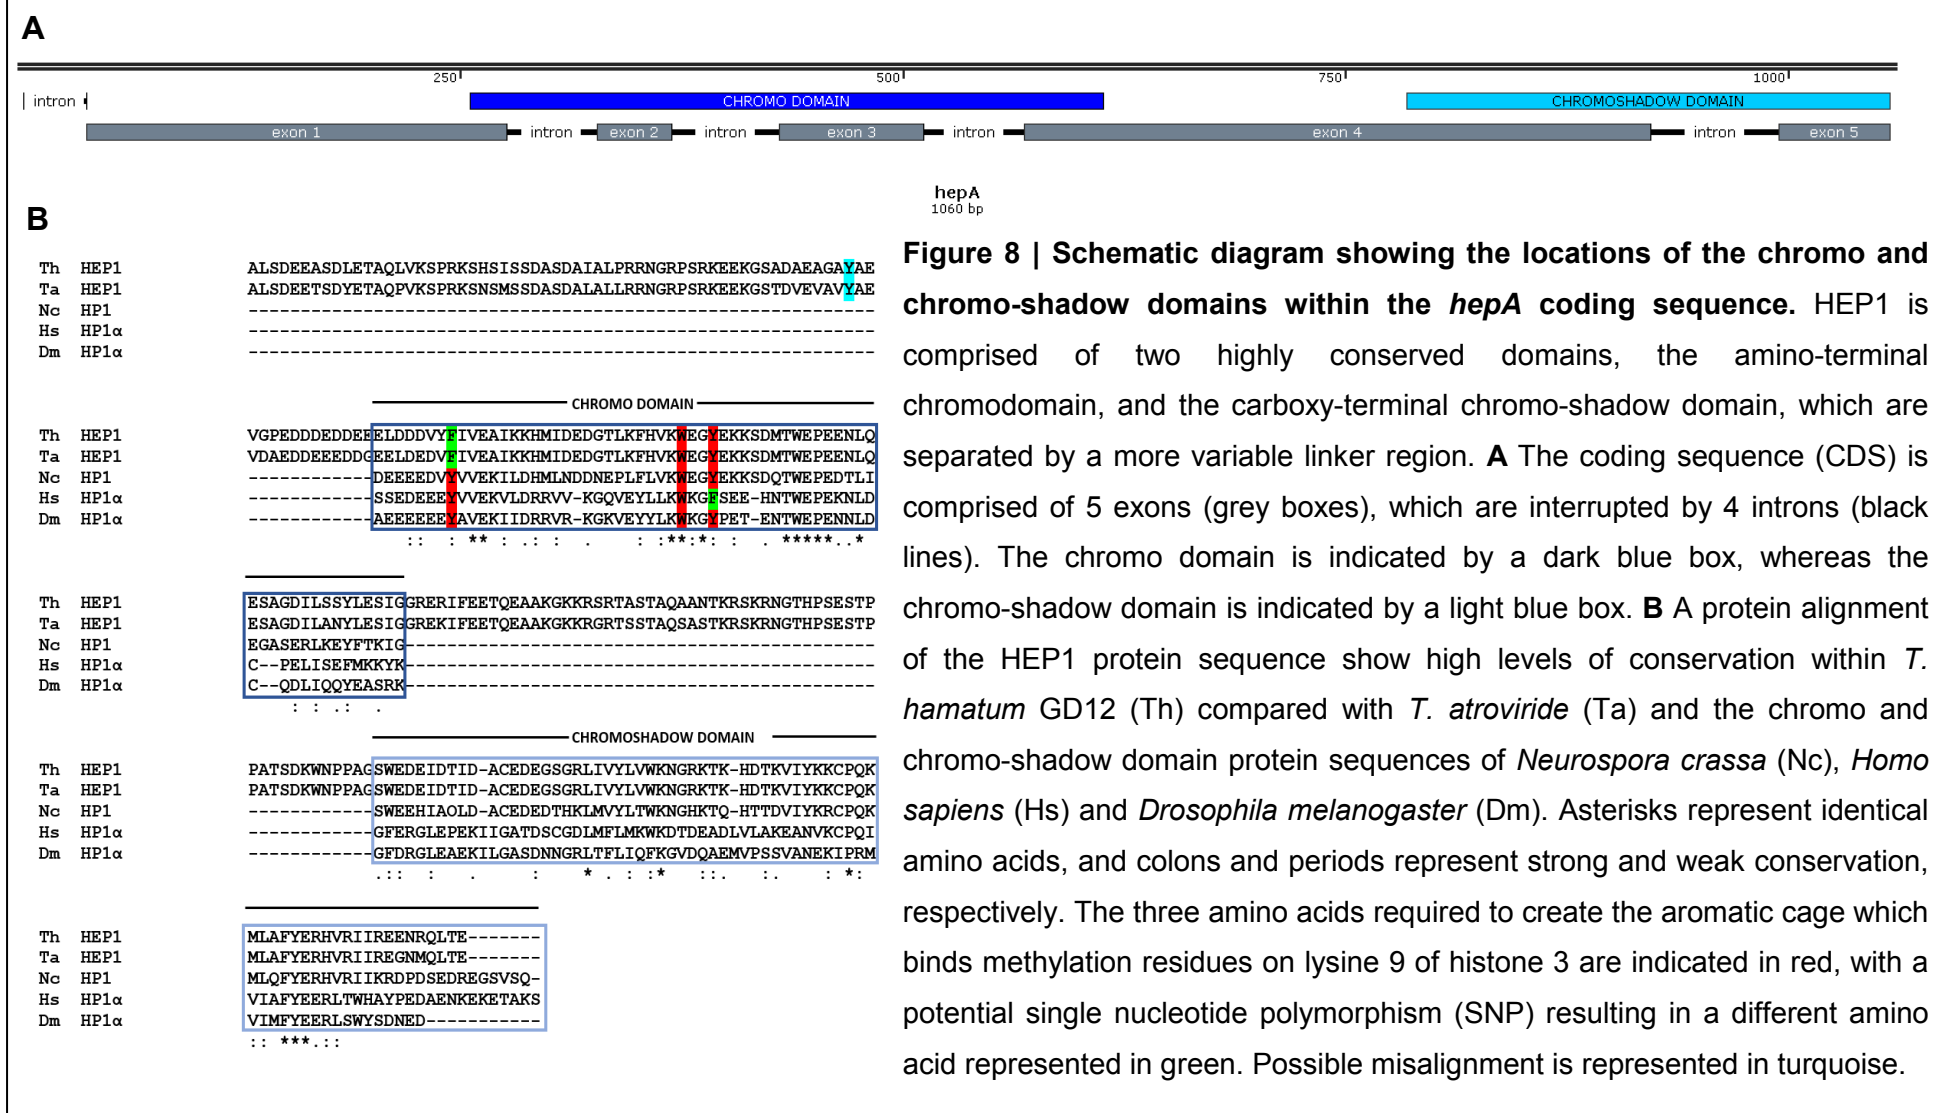 A
250 500 750 1000
intron CHROMO DOMAIN CHROMOSHADOW DOMAIN
exon 1 intron exon 2 intron exon 3 intron exon 4 intron exon 5
hepA
1060 bp
B
Th HEP1 ALSDEEASDLETAQLVKSPRKSHSISSDASDAIALPRRNGRPSRKEEKGSADAEAGAYAE
Ta HEP1 ALSDEETSDYETAQPVKSPRKSNSMSSDASDALALLRRNGRPSRKEEKGSTDVEVAVYAE
Nc HP1 ------------------------------------------------------------
Hs HP1α ------------------------------------------------------------
Dm HP1α ------------------------------------------------------------
CHROMO DOMAIN
Th HEP1 VGPEDDDEDDEEELDDDVYFIVEAIKKHMIDEDGTLKFHVKWEGYEKKSDMTWEPEENLQ
Ta HEP1 VDAEDDEEEDDGEELDEDVFIVEAIKKHMIDEDGTLKFHVKWEGYEKKSDMTWEPEENLQ
Nc HP1 ------------DEEEEDVYVVEKILDHMLNDDNEPLFLVKWEGYEKKSDQTWEPEDTLI
Hs HP1α ------------SSEDEEEYVVEKVLDRRVV-KGQVEYLLKWKGFSEE-HNTWEPEKNLD
Dm HP1α ------------AEEEEEEYAVEKIIDRRVR-KGKVEYYLKWKGYPET-ENTWEPENNLD
:: : ** : .: : . : :**:*: : . *****..*
Th HEP1 ESAGDILSSYLESIGGRERIFEETQEAAKGKKRSRTASTAQAANTKRSKRNGTHPSESTP
Ta HEP1 ESAGDILANYLESIGGREKIFEETQEAAKGKKRGRTSSTAQSASTKRSKRNGTHPSESTP
Nc HP1 EGASERLKEYFTKIG---------------------------------------------
Hs HP1α C--PELISEFMKKYK---------------------------------------------
Dm HP1α C--QDLIQQYEASRK---------------------------------------------
: : .: .
CHROMOSHADOW DOMAIN
Th HEP1 PATSDKWNPPAGSWEDEIDTID-ACEDEGSGRLIVYLVWKNGRKTK-HDTKVIYKKCPQK
Ta HEP1 PATSDKWNPPAGSWEDEIDTID-ACEDEGSGRLIVYLVWKNGRKTK-HDTKVIYKKCPQK
Nc HP1 ------------SWEEHIAOLD-ACEDEDTHKLMVYLTWKNGHKTQ-HTTDVIYKRCPQK
Hs HP1α ------------GFERGLEPEKIIGATDSCGDLMFLMKWKDTDEADLVLAKEANVKCPQI
Dm HP1α ------------GFDRGLEAEKILGASDNNGRLTFLIQFKGVDQAEMVPSSVANEKIPRM
.:: : . : * . : :* ::. :. : *:
Th HEP1 MLAFYERHVRIIREENRQLTE-------
Ta HEP1 MLAFYERHVRIIREGNMQLTE-------
Nc HP1 MLQFYERHVRIIKRDPDSEDREGSVSQ-
Hs HP1α VIAFYEERLTWHAYPEDAENKEKETAKS
Dm HP1α VIMFYEERLSWYSDNED-----------
:: ***.::
Figure 8 | Schematic diagram showing the locations of the chromo and
chromo-shadow domains within the hepA coding sequence. HEP1 is
comprised of two highly conserved domains, the amino-terminal
chromodomain, and the carboxy-terminal chromo-shadow domain, which are
separated by a more variable linker region. A The coding sequence (CDS) is
comprised of 5 exons (grey boxes), which are interrupted by 4 introns (black
lines). The chromo domain is indicated by a dark blue box, whereas the
chromo-shadow domain is indicated by a light blue box. B A protein alignment
of the HEP1 protein sequence show high levels of conservation within T.
hamatum GD12 (Th) compared with T. atroviride (Ta) and the chromo and
chromo-shadow domain protein sequences of Neurospora crassa (Nc), Homo
sapiens (Hs) and Drosophila melanogaster (Dm). Asterisks represent identical
amino acids, and colons and periods represent strong and weak conservation,
respectively. The three amino acids required to create the aromatic cage which
binds methylation residues on lysine 9 of histone 3 are indicated in red, with a
potential single nucleotide polymorphism (SNP) resulting in a different amino
acid represented in green. Possible misalignment is represented in turquoise.